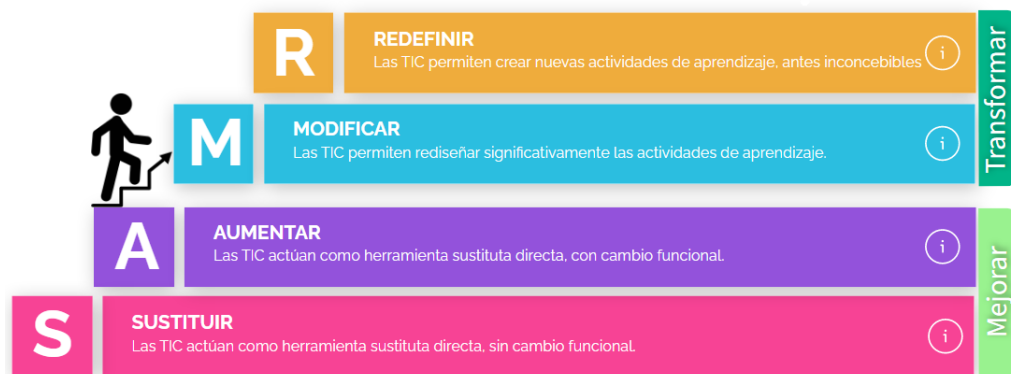 R
REDEFINIR
Las TIC permiten crear nuevas actividades de aprendizaje, antes inconcebibles
i
M
MODIFICAR
Las TIC permiten rediseñar significativamente las actividades de aprendizaje.
i
Transformar
A
AUMENTAR
Las TIC actúan como herramienta sustituta directa, con cambio funcional.
i
S
SUSTITUIR
Las TIC actúan como herramienta sustituta directa, sin cambio funcional.
i
Mejorar